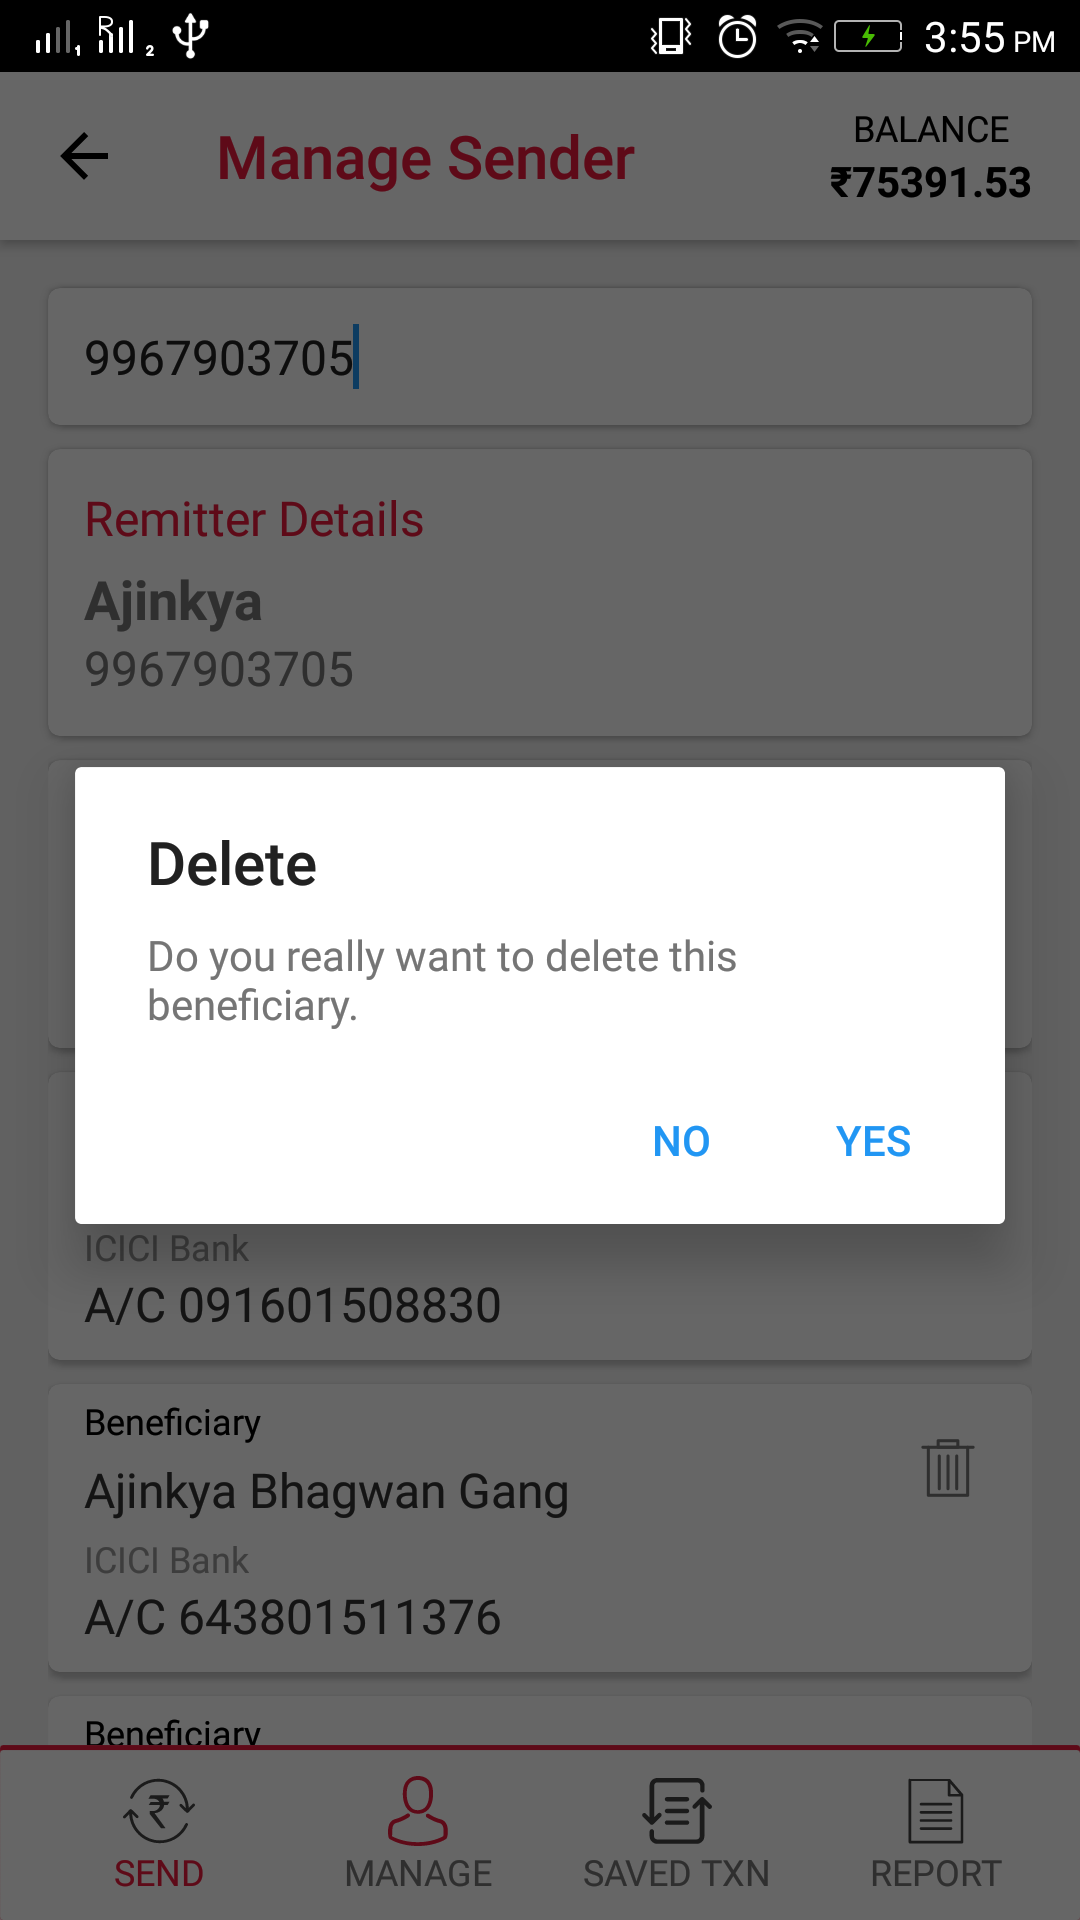 3:55 PM
Manage Sender
BALANCE
₹75391.53
9967903705
Remitter Details
Ajinkya
9967903705
Delete
Do you really want to delete this
beneficiary.
NO YES
ICICI Bank
A/C 091601508830
Beneficiary
Ajinkya Bhagwan Gang
ICICI Bank
A/C 643801511376
Beneficiary
SEND MANAGE SAVED TXN REPORT